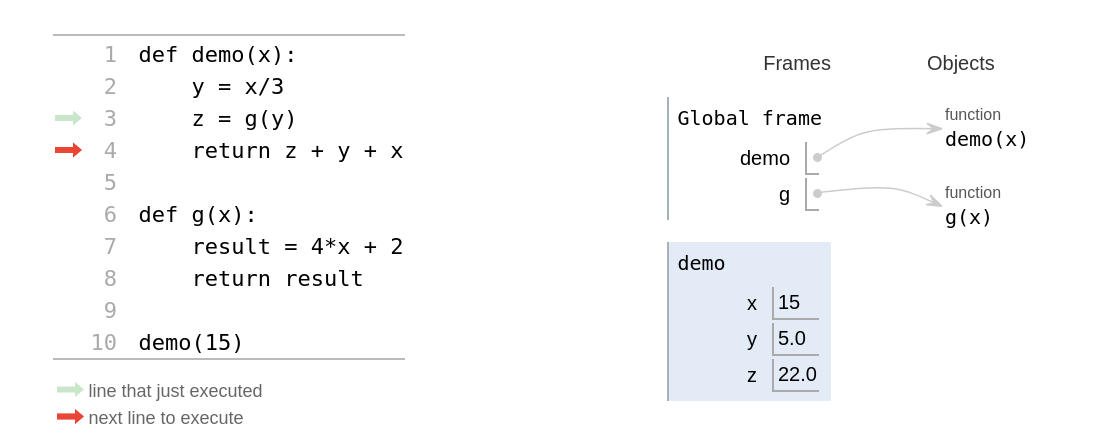 1 def demo(x):
2     y = x/3
3     z = g(y)
4     return z + y + x
5
6 def g(x):
7     result = 4*x + 2
8     return result
9
10 demo(15)
line that just executed
next line to execute
Frames Objects
Global frame
demo
g
function
demo(x)
function
g(x)
demo
x 15
y 5.0
z 22.0